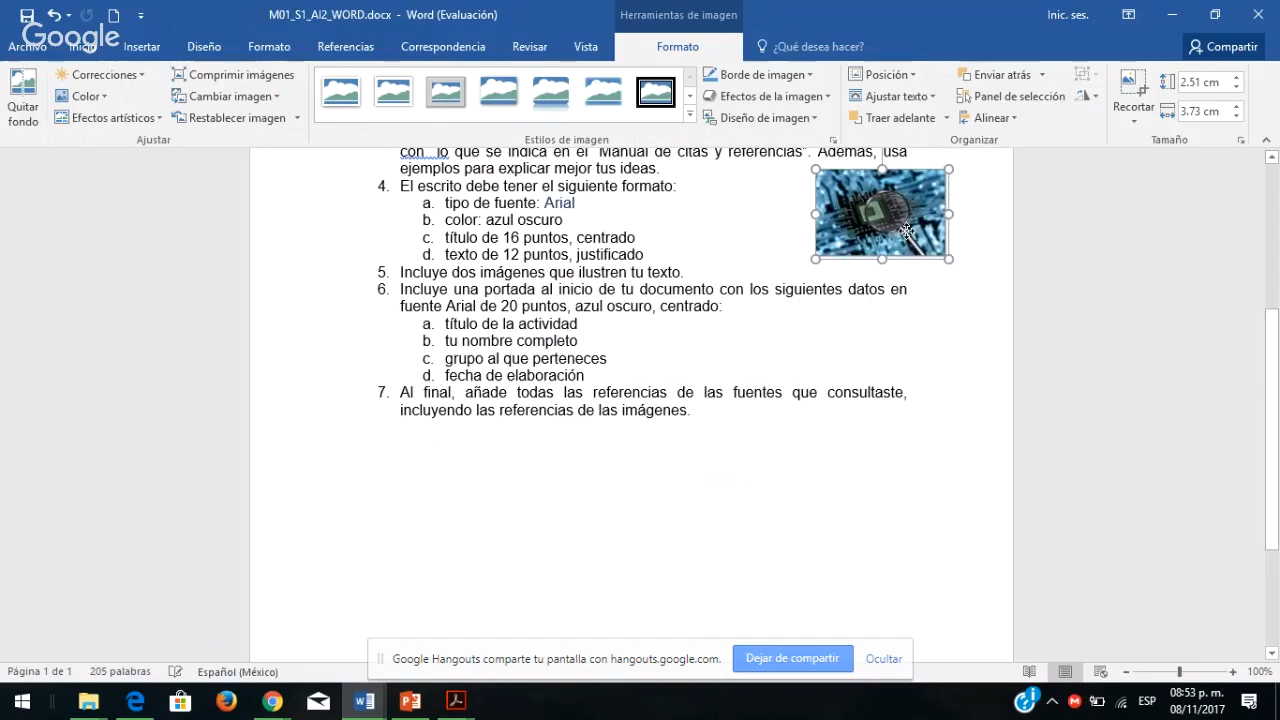 M01_S1_AI2_WORD.docx - Word (Evaluación)
Herramientas de imagen
Inic. ses.
Google
Archivo Inicio Insertar Diseño Formato Referencias Correspondencia Revisar Vista Formato ¿Qué desea hacer? Compartir
Quitar fondo
Correcciones
Color
Efectos artísticos
Comprimir imágenes
Cambiar imagen
Restablecer imagen
Ajustar
Estilos de imagen
Borde de imagen
Efectos de la imagen
Diseño de imagen
Posición
Ajustar texto
Traer adelante
Enviar atrás
Panel de selección
Alinear
Organizar
Recortar
2.51 cm
3.73 cm
Tamaño
con lo que se indica en el "Manual de citas y referencias". Además, usa
ejemplos para explicar mejor tus ideas.
4. El escrito debe tener el siguiente formato:
a. tipo de fuente: Arial
b. color: azul oscuro
c. título de 16 puntos, centrado
d. texto de 12 puntos, justificado
5. Incluye dos imágenes que ilustren tu texto.
6. Incluye una portada al inicio de tu documento con los siguientes datos en
fuente Arial de 20 puntos, azul oscuro, centrado:
a. título de la actividad
b. tu nombre completo
c. grupo al que perteneces
d. fecha de elaboración
7. Al final, añade todas las referencias de las fuentes que consultaste,
incluyendo las referencias de las imágenes.
Google Hangouts comparte tu pantalla con hangouts.google.com. Dejar de compartir Ocultar
Página 1 de 1 205 palabras Español (México) 100%
ESP
08:53 p. m.
08/11/2017